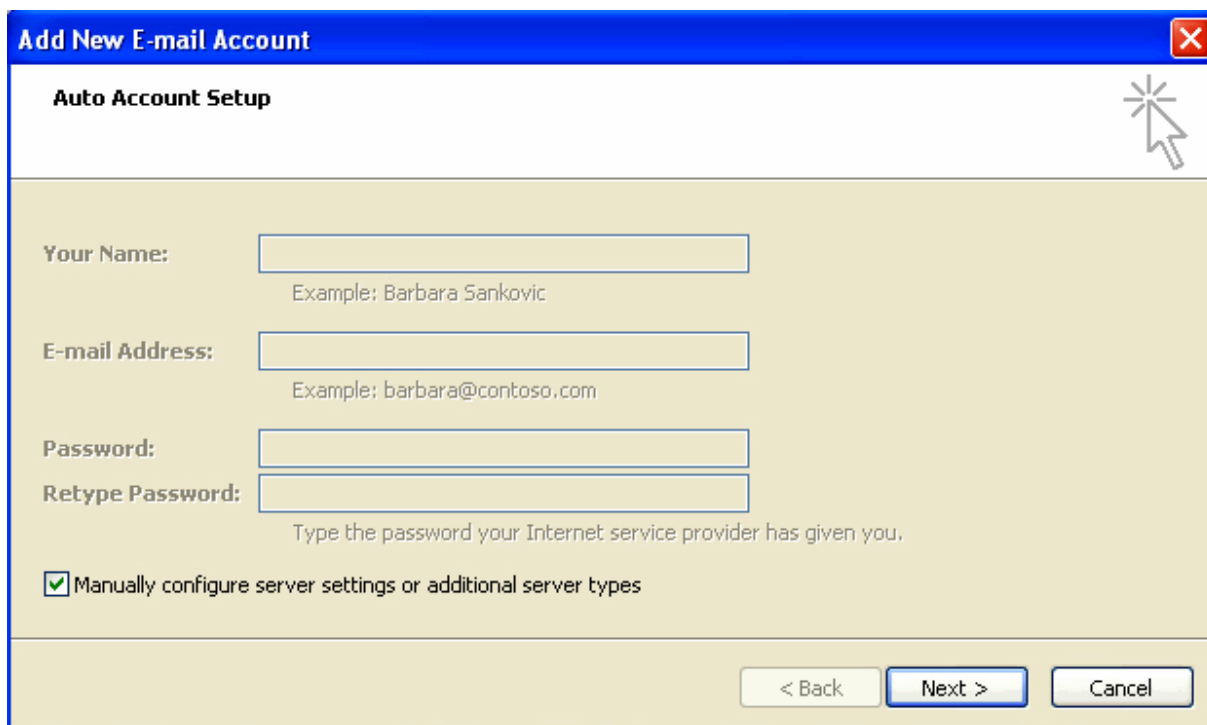 Add New E-mail Account
Auto Account Setup
Your Name:
Example: Barbara Sankovic
E-mail Address:
Example: barbara@contoso.com
Password:
Retype Password:
Type the password your Internet service provider has given you.
Manually configure server settings or additional server types
< Back Next > Cancel